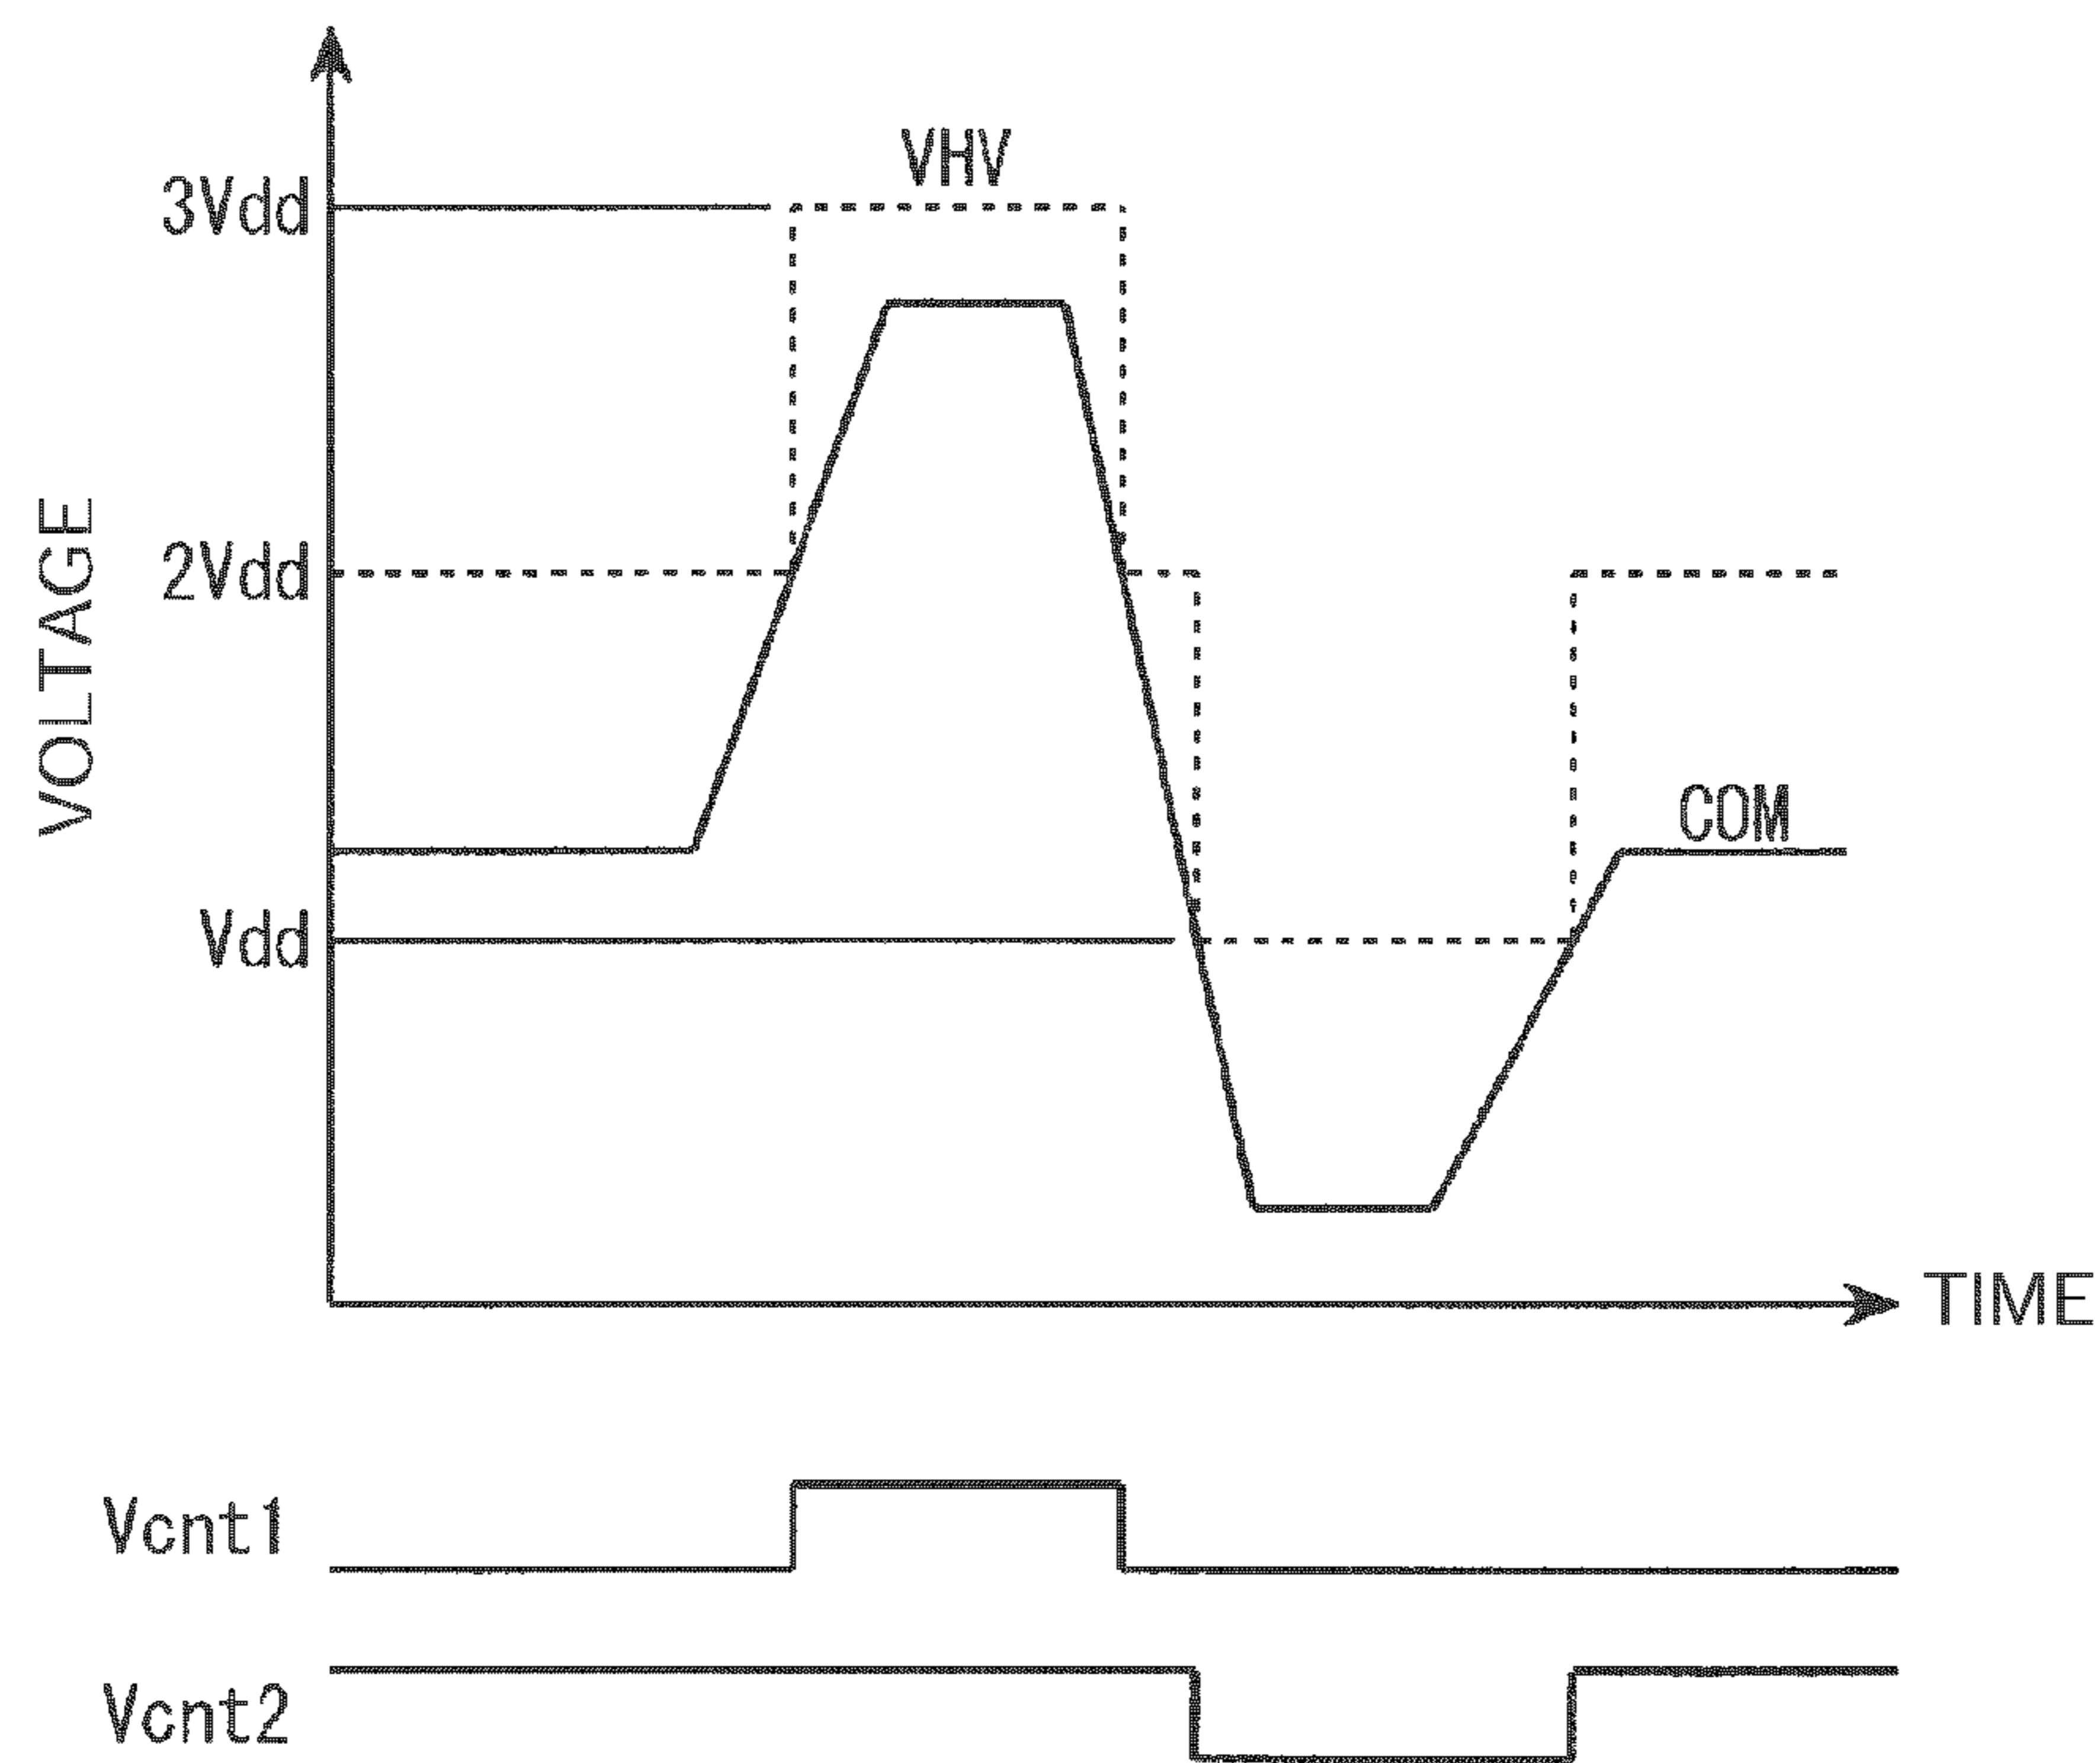 VHV
3Vdd
2Vdd
VOLTAGE
COM
Vdd
TIME
Vcnt1
Vcnt2